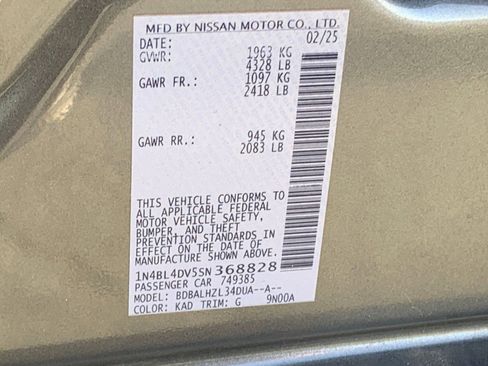 MFD BY NISSAN MOTOR CO., LTD.
DATE: 02/25
GVWR: 1963 KG
4328 LB
GAWR FR.: 1097 KG
2418 LB
GAWR RR.: 945 KG
2083 LB
THIS VEHICLE CONFORMS TO
ALL APPLICABLE FEDERAL
MOTOR VEHICLE SAFETY,
BUMPER, AND THEFT
PREVENTION STANDARDS
IN EFFECT ON THE DATE OF
MANUFACTURE SHOWN ABOVE.
1N4BL4DV5SN368828
PASSENGER CAR 749385
MODEL: BDBALHZL34DUA--A--
COLOR: KAD TRIM: G 9N00A